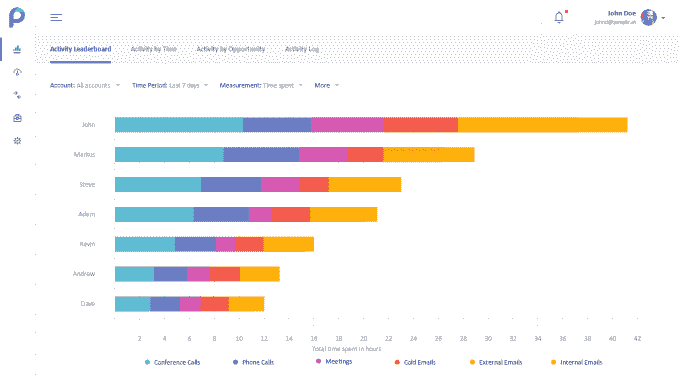 John Doe
Activity Leaderboard Activity by Time Activity by Opportunity Activity Log
Account: All accounts Time Period: Last 7 days Measurement: Time spent More
John
Markus
Steve
Adam
Kevin
Andrew
Dave
2 4 6 8 10 12 14 16 18 20 22 24 26 28 30 32 34 36 38 40 42
Total time spent in hours
Conference Calls Phone Calls Meetings Cold Emails External Emails Internal Emails